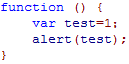 function () {
    var test=1;
    alert(test);
}